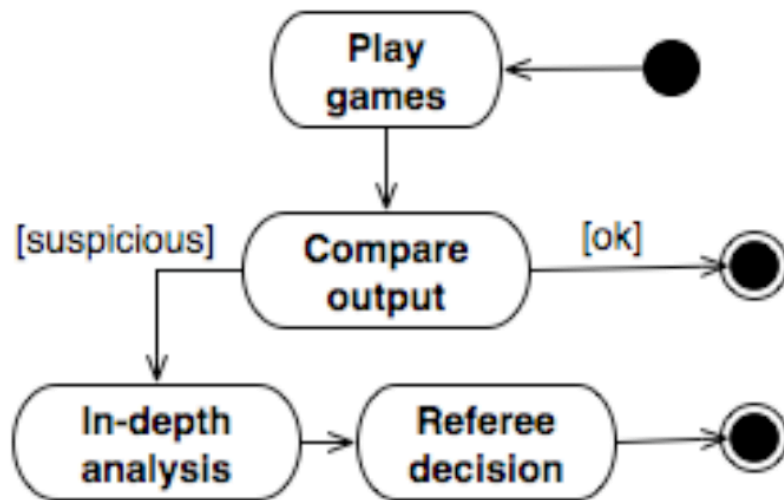 Play
games
[suspicious]
[ok]
Compare
output
In-depth
analysis
Referee
decision